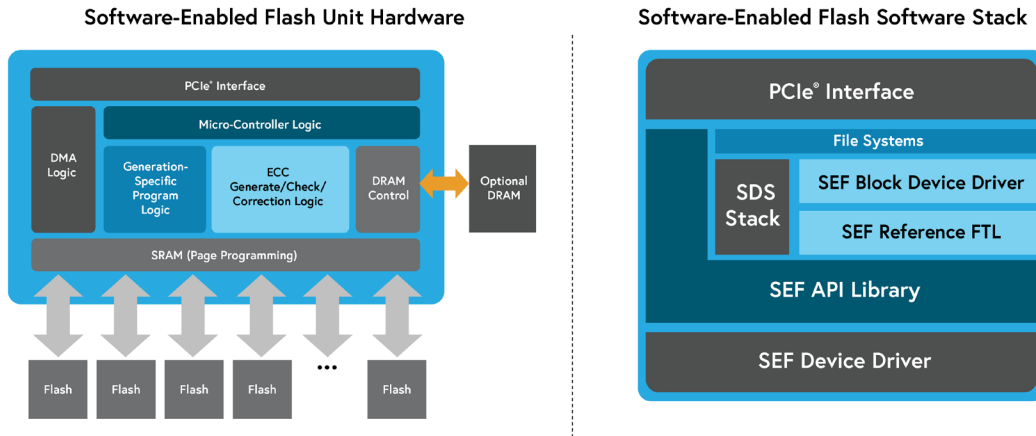 Software-Enabled Flash Unit Hardware
PCIe® Interface
Micro-Controller Logic
DMA
Logic
Generation-
Specific
Program
Logic
ECC
Generate/Check/
Correction Logic
DRAM
Control
Optional
DRAM
SRAM (Page Programming)
Flash
Flash
Flash
Flash
...
Flash
Software-Enabled Flash Software Stack
PCIe® Interface
File Systems
SDS
Stack
SEF Block Device Driver
SEF Reference FTL
SEF API Library
SEF Device Driver